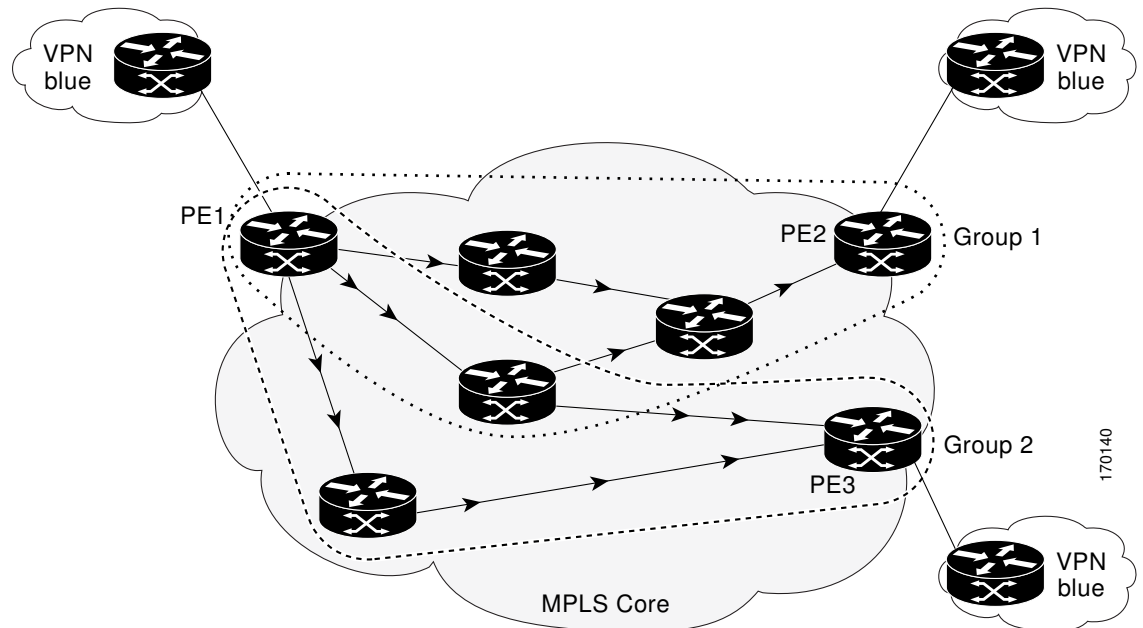 VPN
blue
VPN
blue
PE1
PE2
Group 1
Group 2
PE3
170140
VPN
blue
MPLS Core